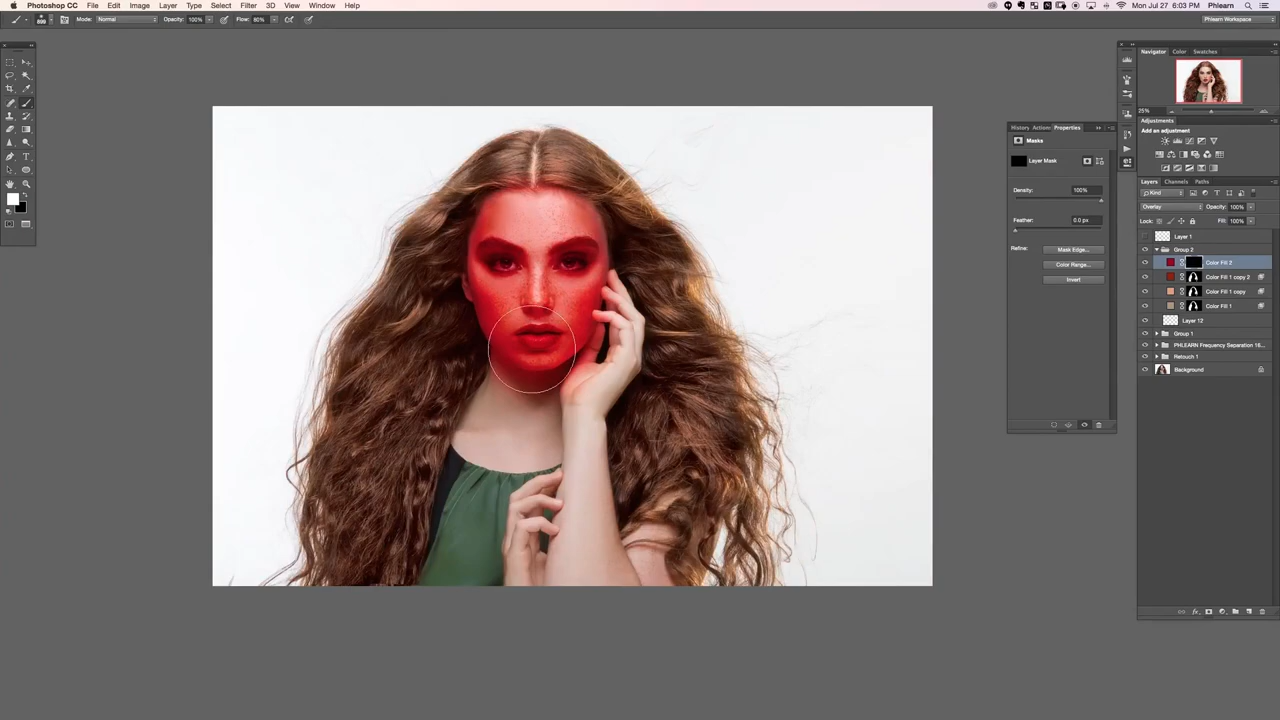 Photoshop CC File Edit Image Layer Type Select Filter 3D View Window Help Mon Jul 27 6:03 PM Phlearn
Mode: Normal Opacity: 100% Flow: 80% Phlearn Workspace
Navigator Color Swatches
25%
Adjustments
Add an adjustment
History Actions Properties
Masks
Layer Mask
Density: 100%
Feather: 0.0 px
Refine: Mask Edge...
Color Range...
Invert
Layers Channels Paths
Kind
Overlay Opacity: 100%
Lock: Fill: 100%
Layer 1
Group 2
Color Fill 2
Color Fill 1 copy 2
Color Fill 1 copy
Color Fill 1
Layer 12
Group 1
PHLEARN Frequency Separation 16...
Retouch 1
Background